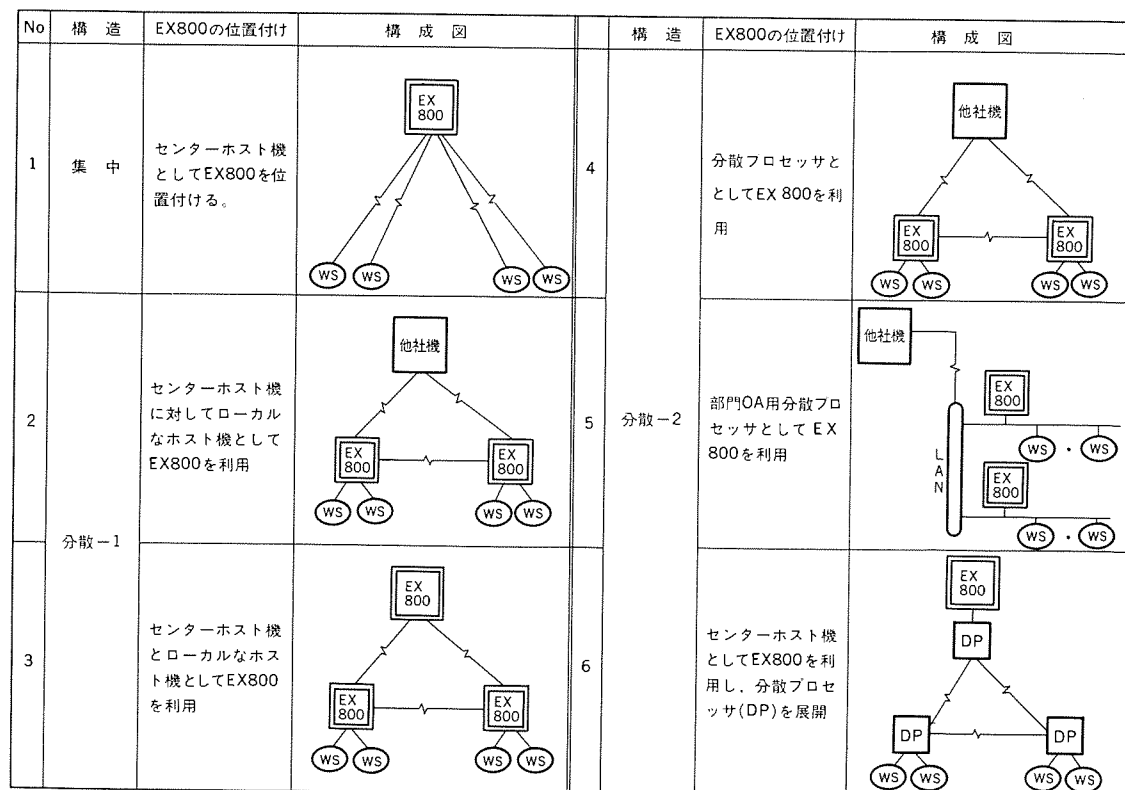 No 構造 EX800の位置付け 構成図
1 集中
センターホスト機
としてEX800を位
置付ける。
EX
800
WS WS WS WS
2
センターホスト機
に対してローカル
なホスト機として
EX800を利用
他社機
EX
800
EX
800
WS WS WS WS
分散－1
3
センターホスト機
とローカルなホス
ト機としてEX800
を利用
EX
800
EX
800
EX
800
WS WS WS WS
構造 EX800の位置付け 構成図
4
分散プロセッサと
としてEX 800を利
用
他社機
EX
800
EX
800
WS WS WS WS
5 分散－2
部門OA用分散プロ
セッサとして EX
800を利用
他社機
EX
800
WS・WS
LAN
EX
800
WS・WS
6
センターホスト機
としてEX800を利
用し，分散プロセ
ッサ(DP)を展開
EX
800
DP
DP DP
WS WS WS WS